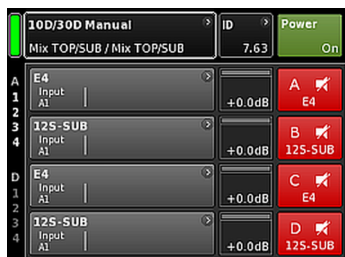 10D/30D Manual
Mix TOP/SUB / Mix TOP/SUB
ID
7.63
Power
On
A
1
2
3
4
D
1
2
3
4
E4
Input
A1
+0.0dB
A
E4
12S-SUB
Input
A1
+0.0dB
B
12S-SUB
E4
Input
A1
+0.0dB
C
E4
12S-SUB
Input
A1
+0.0dB
D
12S-SUB